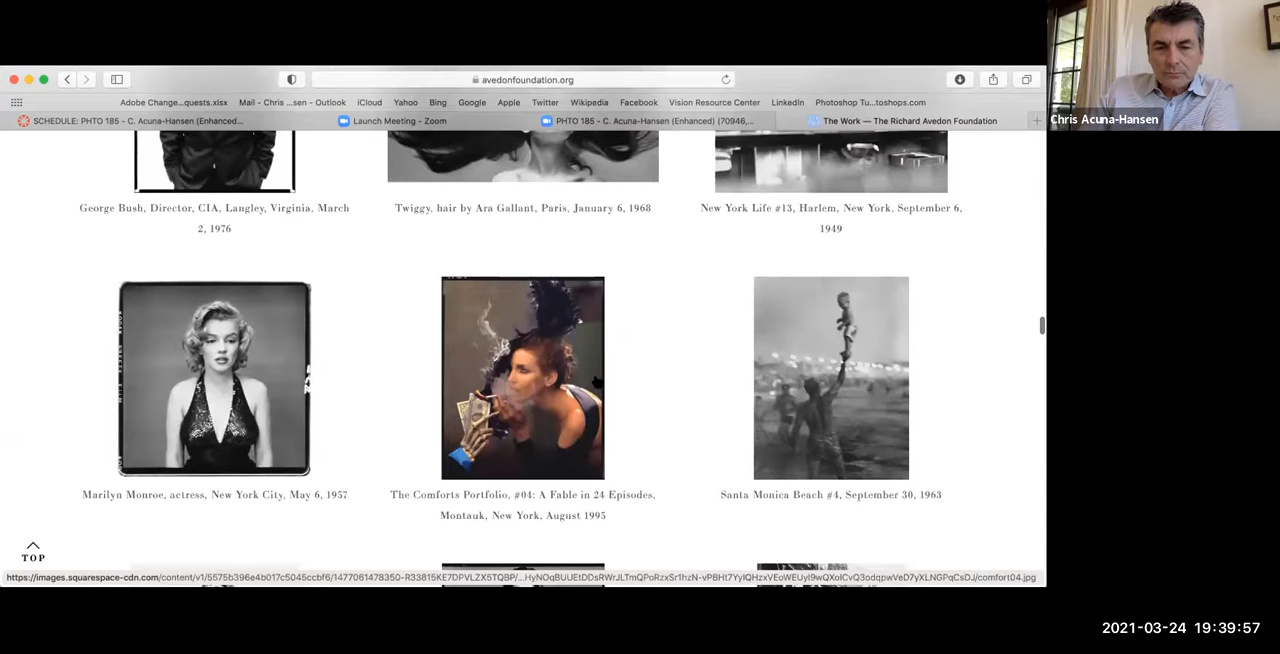 avedonfoundation.org
Adobe Change...quests.xlsx Mail - Chris ...sen - Outlook iCloud Yahoo Bing Google Apple Twitter Wikipedia Facebook Vision Resource Center LinkedIn Photoshop Tu...toshops.com
SCHEDULE: PHTO 185 - C. Acuna-Hansen (Enhanced... Launch Meeting - Zoom PHTO 185 - C. Acuna-Hansen (Enhanced) (70946,... The Work — The Richard Avedon Foundation
Chris Acuna-Hansen
George Bush, Director, CIA, Langley, Virginia, March
2, 1976
Twiggy, hair by Ara Gallant, Paris, January 6, 1968
New York Life #13, Harlem, New York, September 6,
1949
Marilyn Monroe, actress, New York City, May 6, 1957
The Comforts Portfolio, #04: A Fable in 24 Episodes,
Montauk, New York, August 1995
Santa Monica Beach #4, September 30, 1963
TOP
2021-03-24 19:39:57